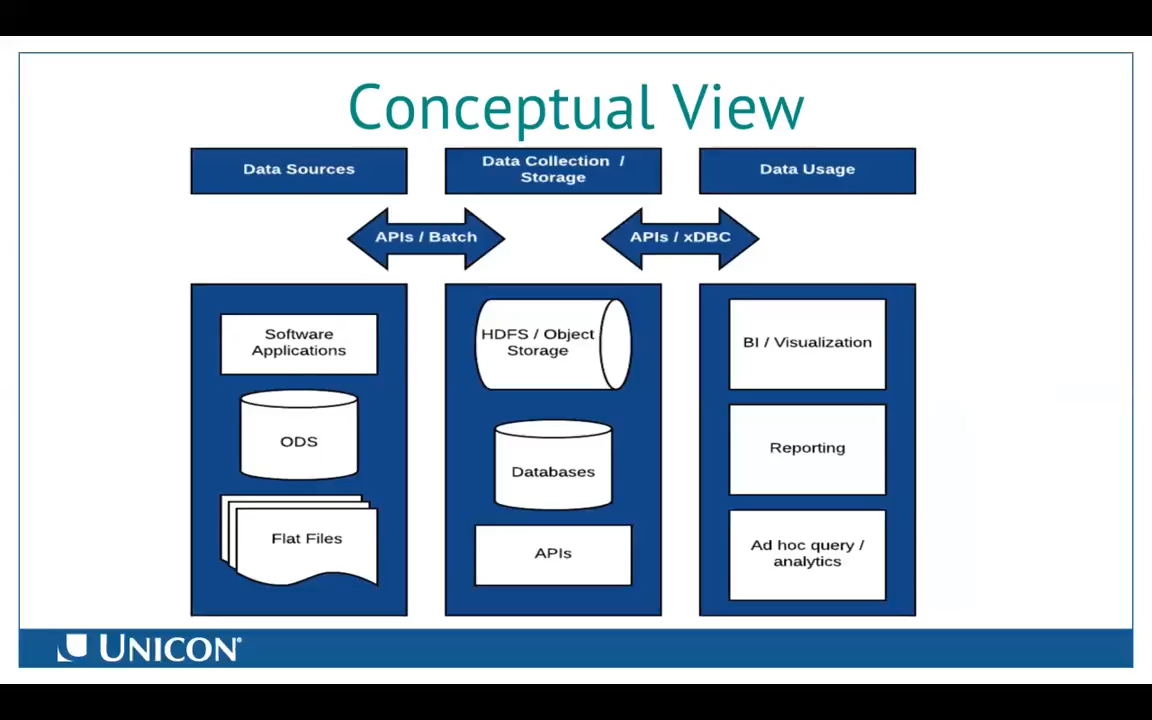 Conceptual View
Data Sources
Data Collection /
Storage
Data Usage
APIs / Batch
APIs / xDBC
Software
Applications
ODS
Flat Files
HDFS / Object
Storage
Databases
APIs
BI / Visualization
Reporting
Ad hoc query /
analytics
UNICON®